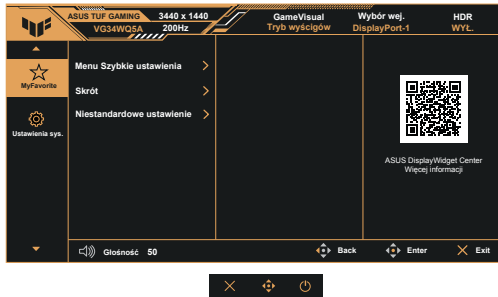 ASUS TUF GAMING 3440 x 1440
VG34WQ5A 200Hz
GameVisual
Tryb wyścigów
Wybór wej.
DisplayPort-1
HDR
WYŁ.
MyFavorite
Ustawienia sys.
Menu Szybkie ustawienia
Skrót
Niestandardowe ustawienie
ASUS DisplayWidget Center
Więcej informacji
Głośność 50
Back
Enter
Exit